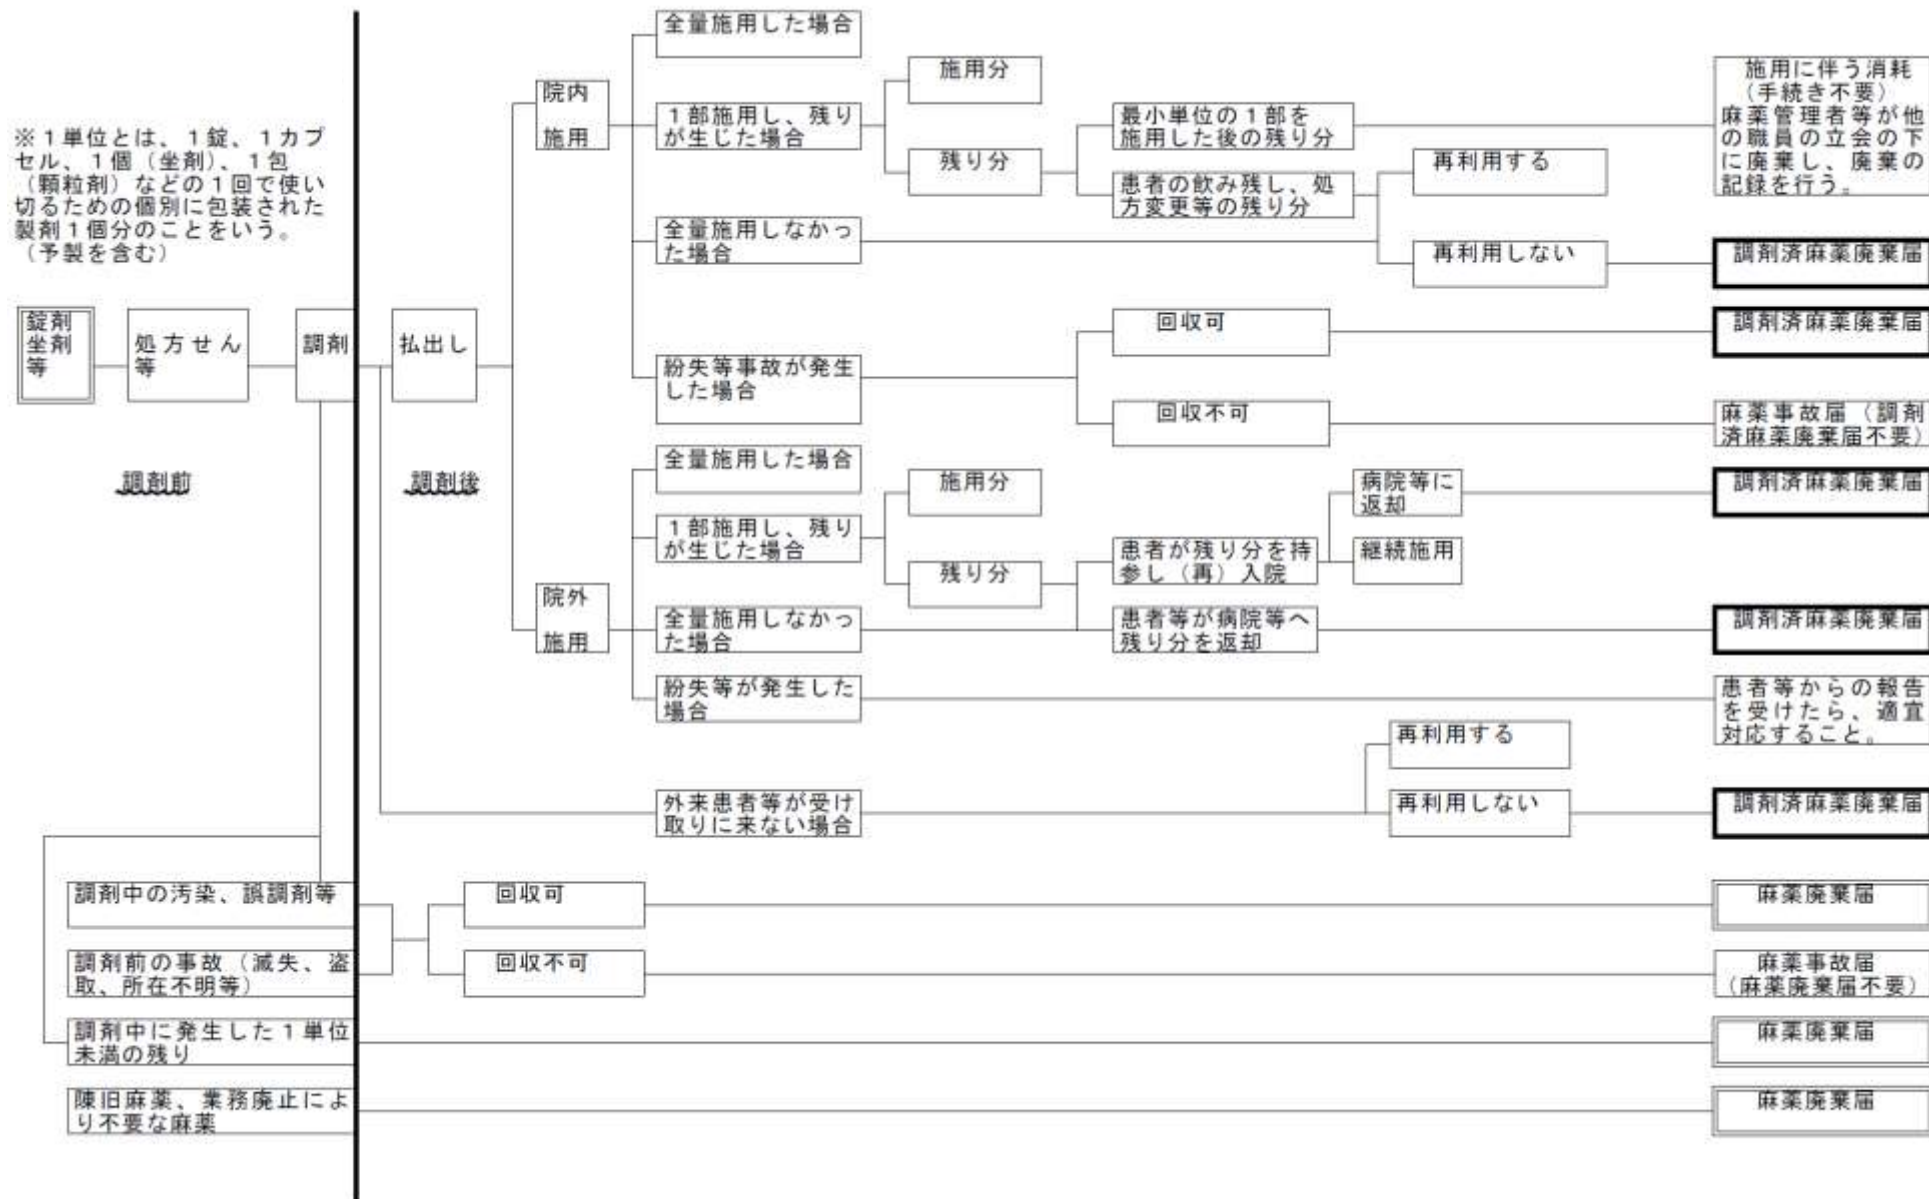 ※１単位とは、１錠、１カプ
セル、１個（坐剤）、１包
（顆粒剤）などの１回で使い
切るための個別に包装された
製剤１個分のことをいう。
（予製を含む）
錠剤
坐剤
等
処方せん
等
調剤
払出し
調剤前
調剤後
院内
施用
全量施用した場合
１部施用し、残り
が生じた場合
施用分
残り分
最小単位の１部を
施用した後の残り分
患者の飲み残し、処
方変更等の残り分
施用に伴う消耗
（手続き不要）
麻薬管理者等が他
の職員の立会の下
に廃棄し、廃棄の
記録を行う。
全量施用しなかっ
た場合
再利用する
再利用しない
調剤済麻薬廃棄届
紛失等事故が発生
した場合
回収可
調剤済麻薬廃棄届
回収不可
麻薬事故届（調剤
済麻薬廃棄届不要）
院外
施用
全量施用した場合
１部施用し、残り
が生じた場合
施用分
残り分
患者が残り分を持
参し（再）入院
病院等に
返却
調剤済麻薬廃棄届
継続施用
全量施用しなかっ
た場合
患者等が病院等へ
残り分を返却
調剤済麻薬廃棄届
紛失等が発生した
場合
患者等からの報告
を受けたら、適宜
対応すること。
外来患者等が受け
取りに来ない場合
再利用する
再利用しない
調剤済麻薬廃棄届
調剤中の汚染、誤調剤等
回収可
麻薬廃棄届
調剤前の事故（滅失、盗
取、所在不明等）
回収不可
麻薬事故届
（麻薬廃棄届不要）
調剤中に発生した１単位
未満の残り
麻薬廃棄届
陳旧麻薬、業務廃止によ
り不要な麻薬
麻薬廃棄届